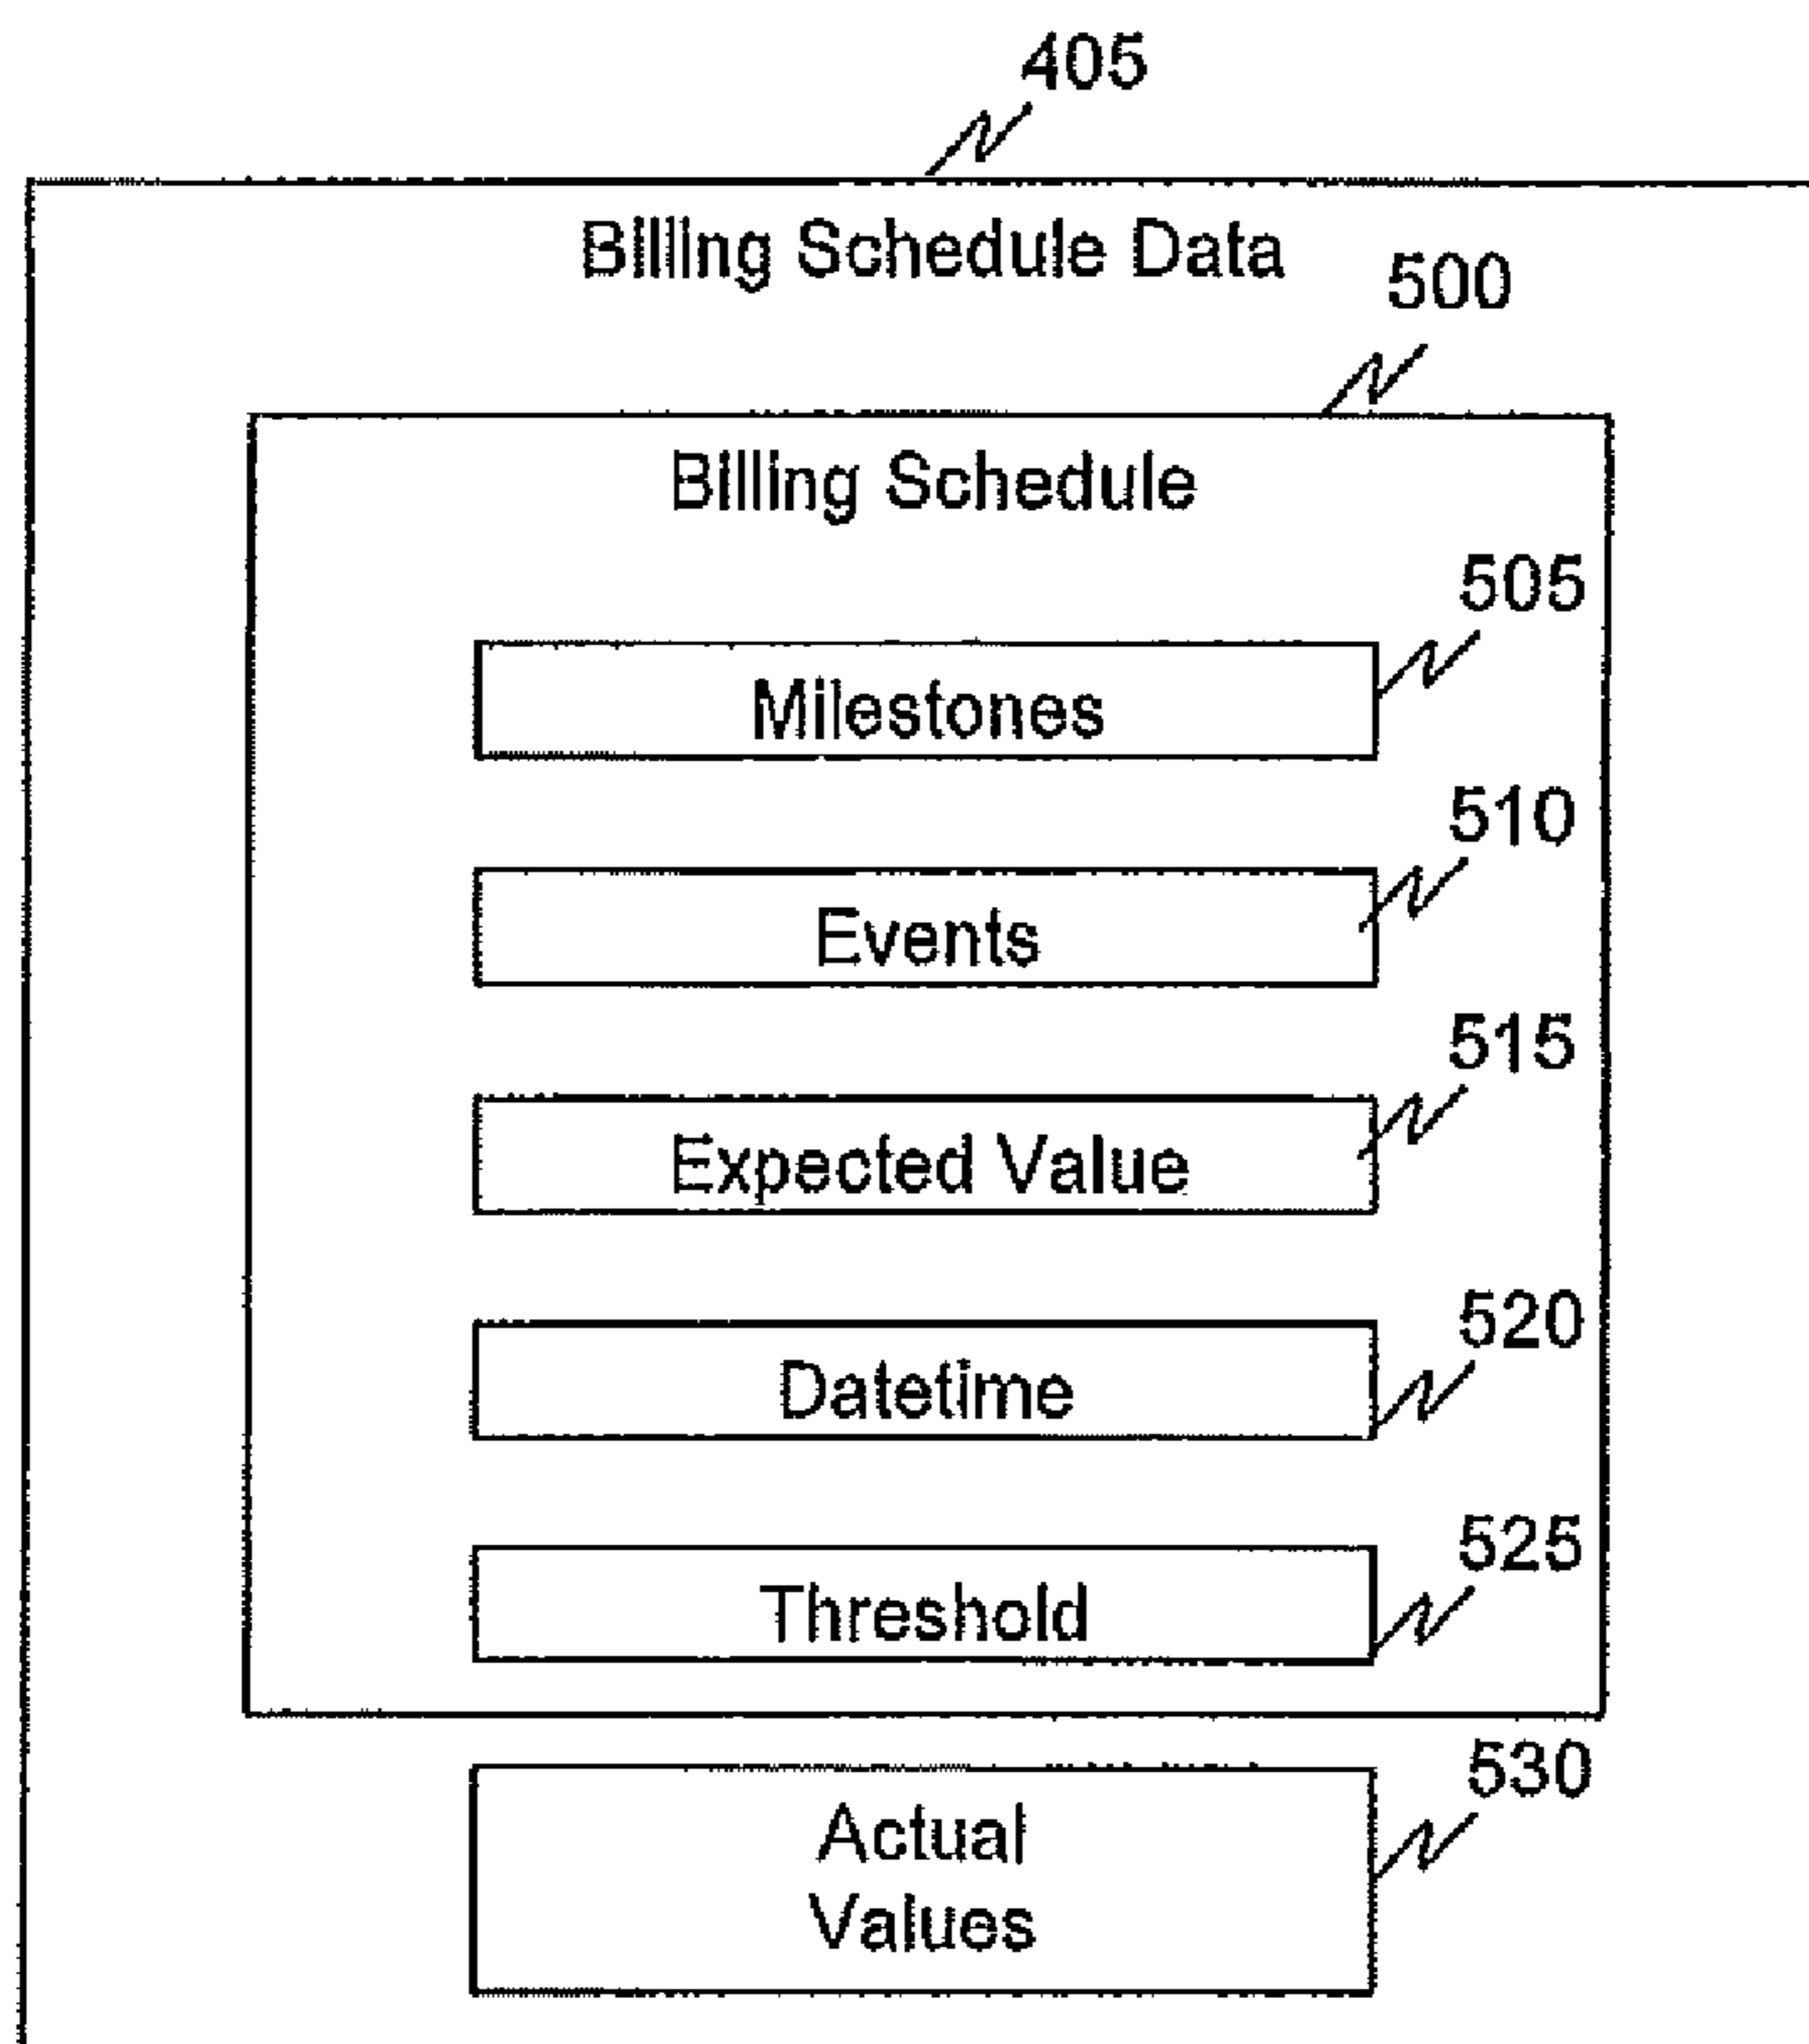 405
Billing Schedule Data
500
Billing Schedule
505
Milestones
510
Events
515
Expected Value
520
Datetime
525
Threshold
530
Actual
Values